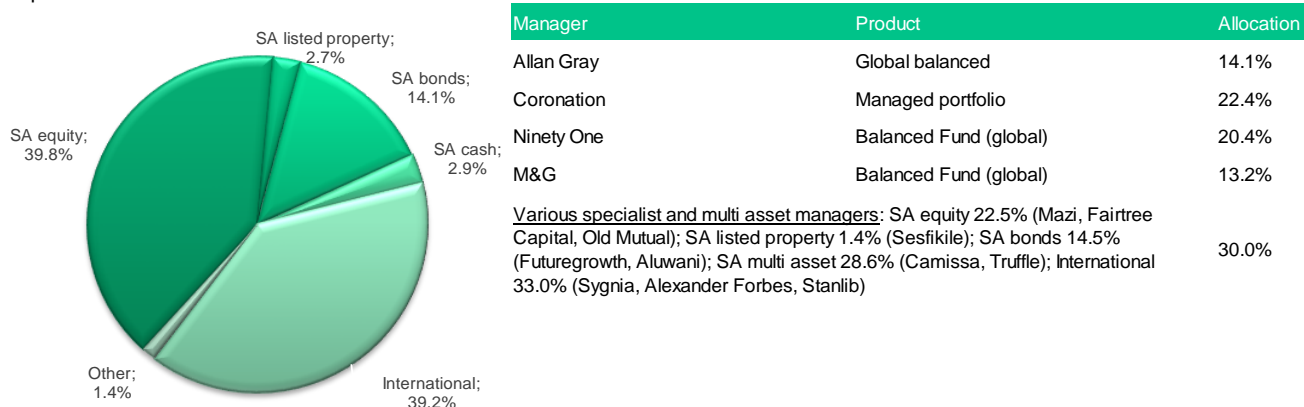 SA listed property;
2.7%
SA bonds;
14.1%
SA cash;
2.9%
International;
39.2%
Other;
1.4%
SA equity;
39.8%
Manager Product Allocation
Allan Gray Global balanced 14.1%
Coronation Managed portfolio 22.4%
Ninety One Balanced Fund (global) 20.4%
M&G Balanced Fund (global) 13.2%
Various specialist and multi asset managers: SA equity 22.5% (Mazi, Fairtree
Capital, Old Mutual); SA listed property 1.4% (Sesfikile); SA bonds 14.5%
(Futuregrowth, Aluwani); SA multi asset 28.6% (Camissa, Truffle); International
33.0% (Sygnia, Alexander Forbes, Stanlib)
30.0%